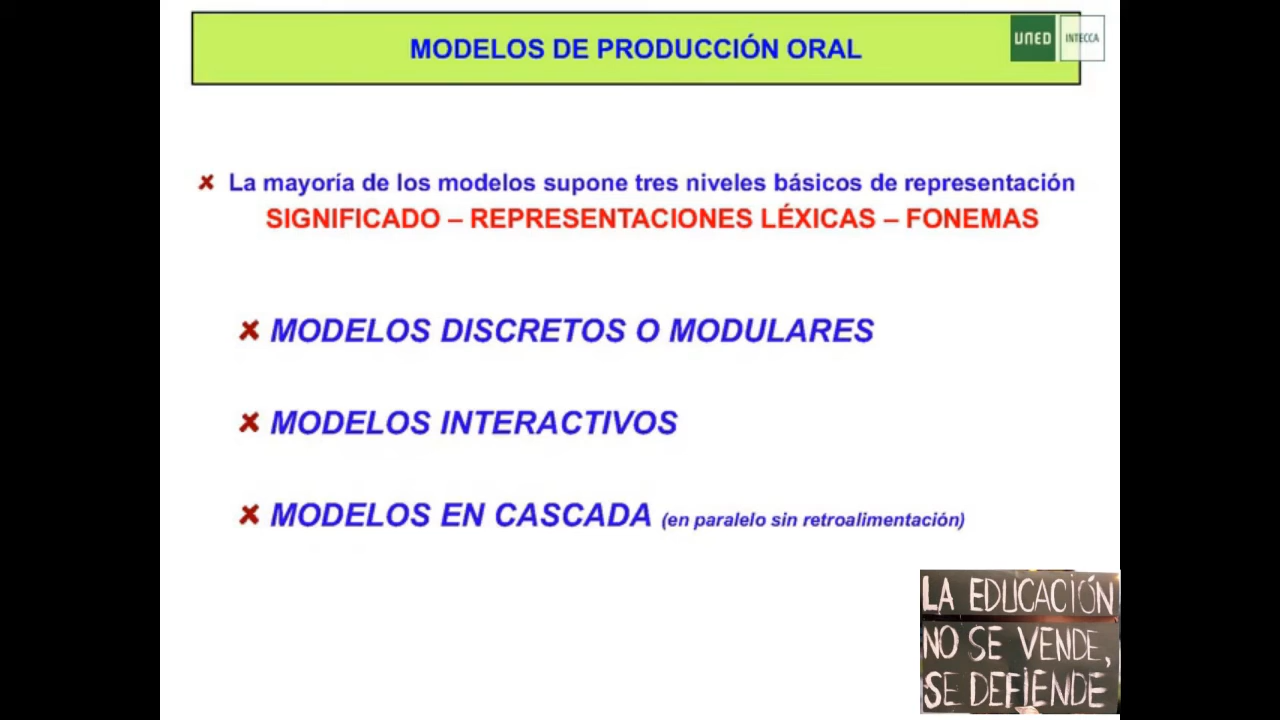 MODELOS DE PRODUCCIÓN ORAL
UNED INTECCA
La mayoría de los modelos supone tres niveles básicos de representación
SIGNIFICADO – REPRESENTACIONES LÉXICAS – FONEMAS
MODELOS DISCRETOS O MODULARES
MODELOS INTERACTIVOS
MODELOS EN CASCADA (en paralelo sin retroalimentación)
LA EDUCACIÓN
NO SE VENDE,
SE DEFIENDE